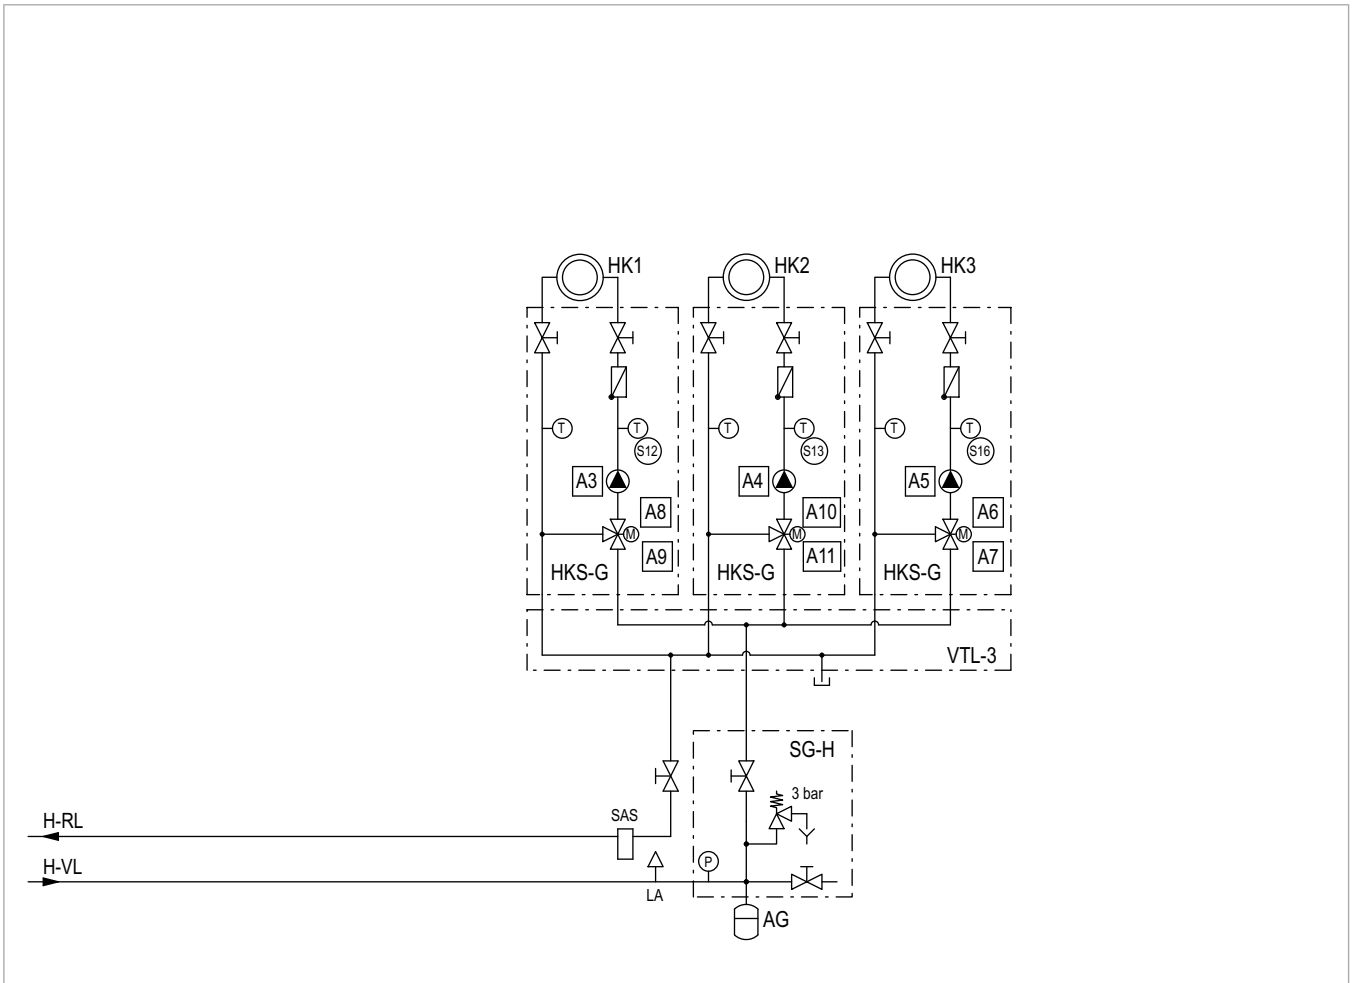 HK1 HK2 HK3
T T T T T T
S12 S13 S16
A3 A4 A5
A8 A10 A6
M M M
A9 A11 A7
HKS-G HKS-G HKS-G
VTL-3
SG-H
3 bar
SAS
H-RL
P
H-VL
LA
AG